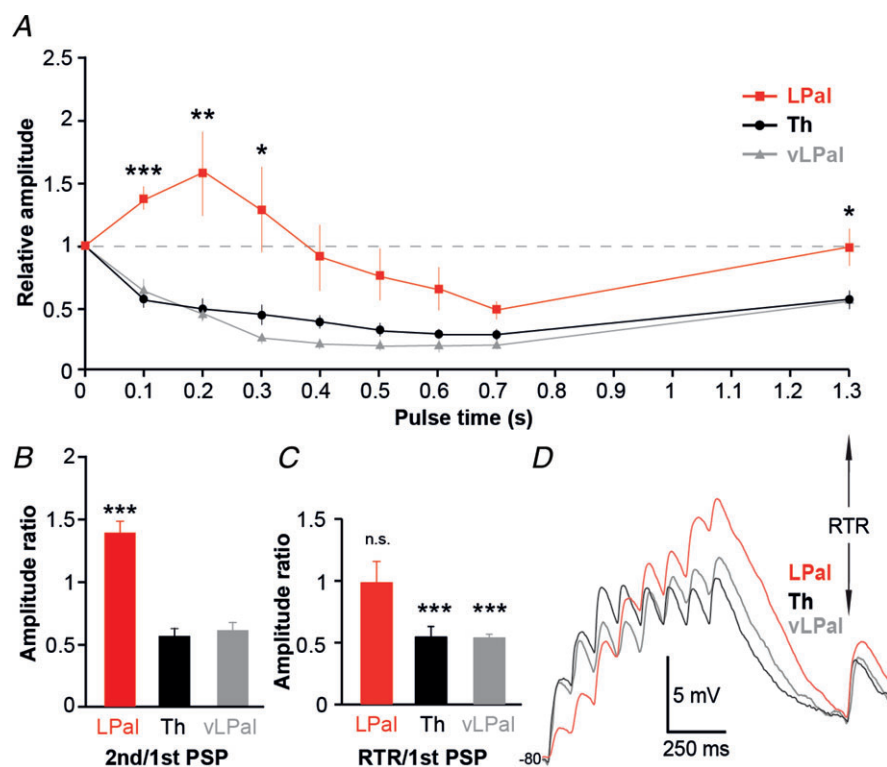 A
2.5
2
1.5
1
0.5
0
Relative amplitude
***
**
*
*
LPal
Th
vLPal
0 0.1 0.2 0.3 0.4 0.5 0.6 0.7 0.8 0.9 1 1.1 1.2 1.3
Pulse time (s)
B
2
1.5
1
0.5
0
Amplitude ratio
***
LPal Th vLPal
2nd/1st PSP
C
1.5
1
0.5
0
Amplitude ratio
n.s.
*** ***
LPal Th vLPal
RTR/1st PSP
D
RTR
LPal
Th
vLPal
5 mV
250 ms
-80